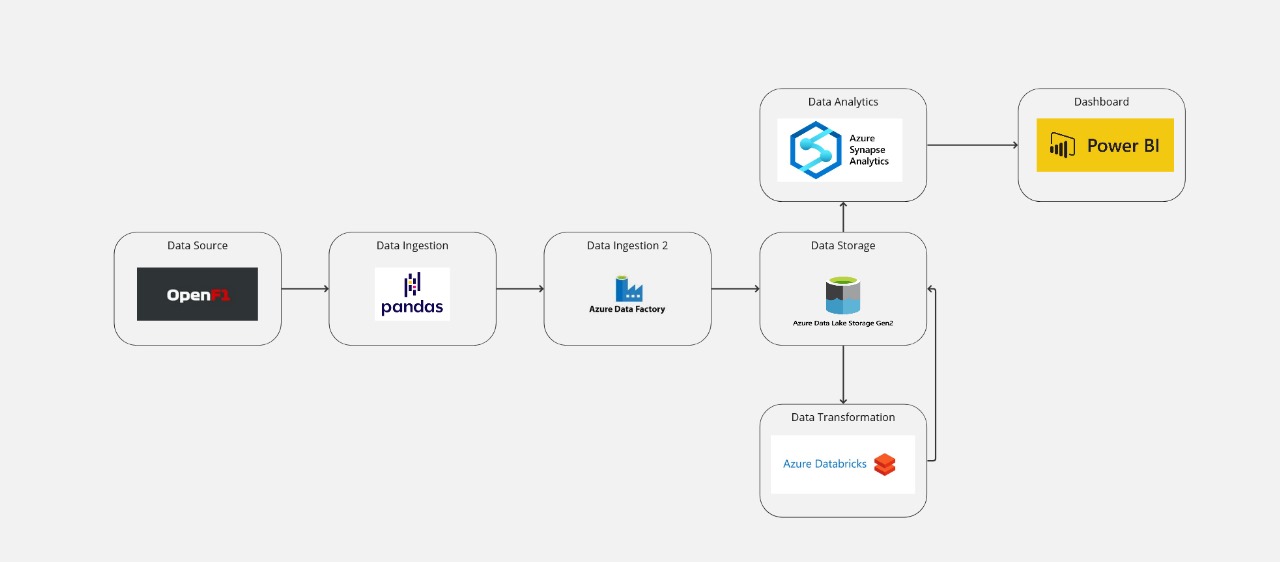 Data Analytics
Azure
Synapse
Analytics
Dashboard
Power BI
Data Source
OpenF1
Data Ingestion
pandas
Data Ingestion 2
Azure Data Factory
Data Storage
Azure Data Lake Storage Gen2
Data Transformation
Azure Databricks